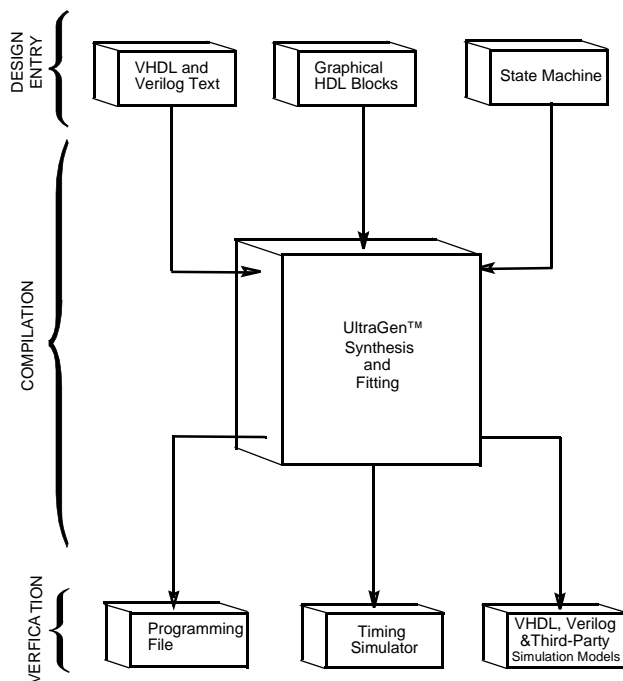 DESIGN
ENTRY
VHDL and
Verilog Text
Graphical
HDL Blocks
State Machine
COMPILATION
UltraGen™
Synthesis
and
Fitting
VERFICATION
Programming
File
Timing
Simulator
VHDL, Verilog
&Third-Party
Simulation Models